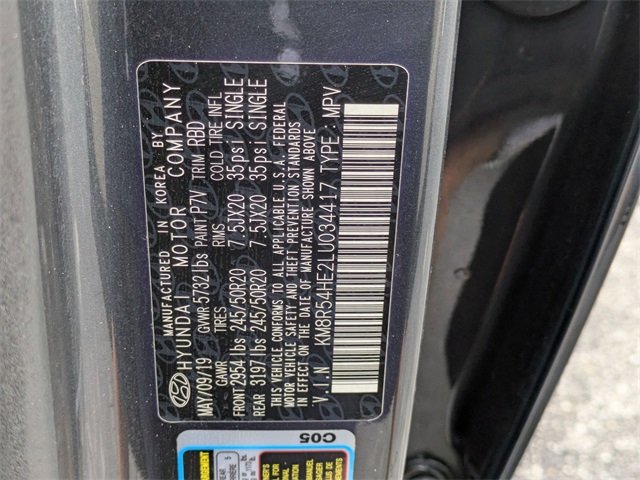 MANUFACTURED IN KOREA BY
HYUNDAI MOTOR COMPANY
MAY/09/19 GVWR 5732lbs PAINT P7V TRIM RBD
GAWR TIRES RIMS COLD TIRE INFL
FRONT 2954lbs 245/50R20 7.5JX20 35psi SINGLE
REAR 3197lbs 245/50R20 7.5JX20 35psi SINGLE
THIS VEHICLE CONFORMS TO ALL APPLICABLE U.S.A. FEDERAL
MOTOR VEHICLE SAFETY AND THEFT PREVENTION STANDARDS
IN EFFECT ON THE DATE OF MANUFACTURE SHOWN ABOVE
V.I.N KM8R54HE2LU034417 TYPE : MPV
C05